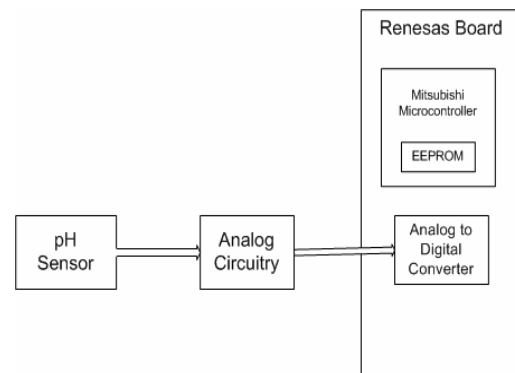 Renesas Board
Mitsubishi
Microcontroller
EEPROM
pH
Sensor
Analog
Circuitry
Analog to
Digital
Converter